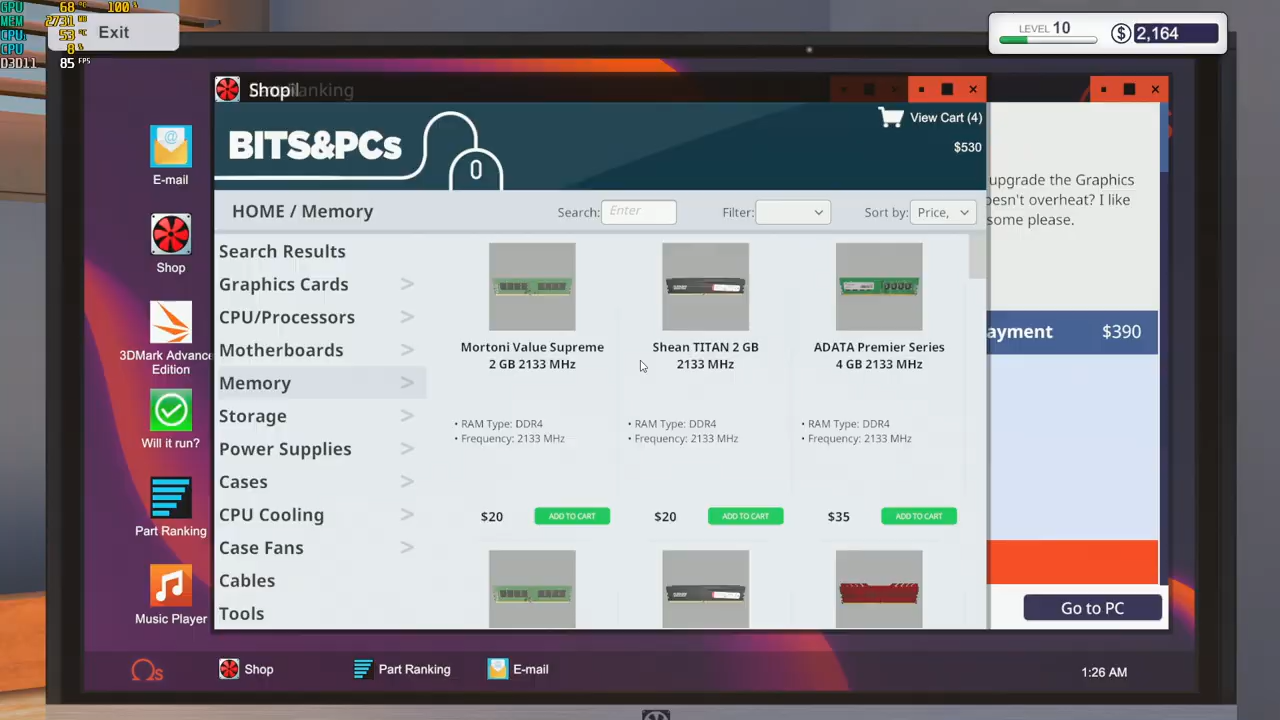 GPU 68 °C 100 %
MEM 2731 MB
CPU 53 °C
CPU 8 %
D3D11 85 FPS
Exit
LEVEL 10
$ 2,164
Shop
anking
View Cart (4)
$530
BITS&PCs
HOME / Memory
Search: Enter
Filter:
Sort by: Price,
E-mail
Shop
3DMark Advance
Edition
Will it run?
Part Ranking
Music Player
Search Results
Graphics Cards >
CPU/Processors >
Motherboards >
Memory >
Storage >
Power Supplies >
Cases >
CPU Cooling >
Case Fans >
Cables
Tools
Mortoni Value Supreme
2 GB 2133 MHz
• RAM Type: DDR4
• Frequency: 2133 MHz
$20 ADD TO CART
Shean TITAN 2 GB
2133 MHz
• RAM Type: DDR4
• Frequency: 2133 MHz
$20 ADD TO CART
ADATA Premier Series
4 GB 2133 MHz
• RAM Type: DDR4
• Frequency: 2133 MHz
$35 ADD TO CART
upgrade the Graphics
oesn't overheat? I like
some please.
ayment $390
Go to PC
Os
Shop
Part Ranking
E-mail
1:26 AM